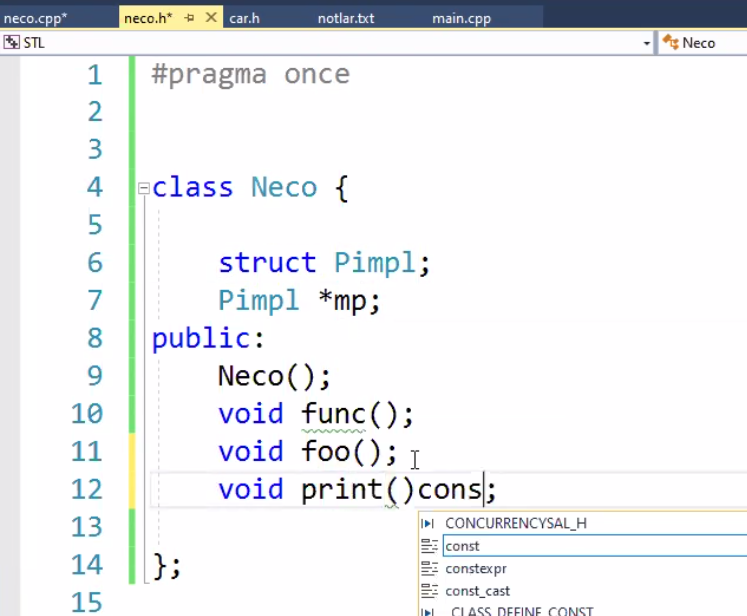 neco.cpp* neco.h* car.h notlar.txt main.cpp
STL Neco
1 #pragma once
2
3
4 class Neco {
5
6 struct Pimpl;
7 Pimpl *mp;
8 public:
9 Neco();
10 void func();
11 void foo();
12 void print()cons;
13
14 };
15
CONCURRENCYSAL_H
const
constexpr
const_cast
_CLASS_DEFINE_CONST